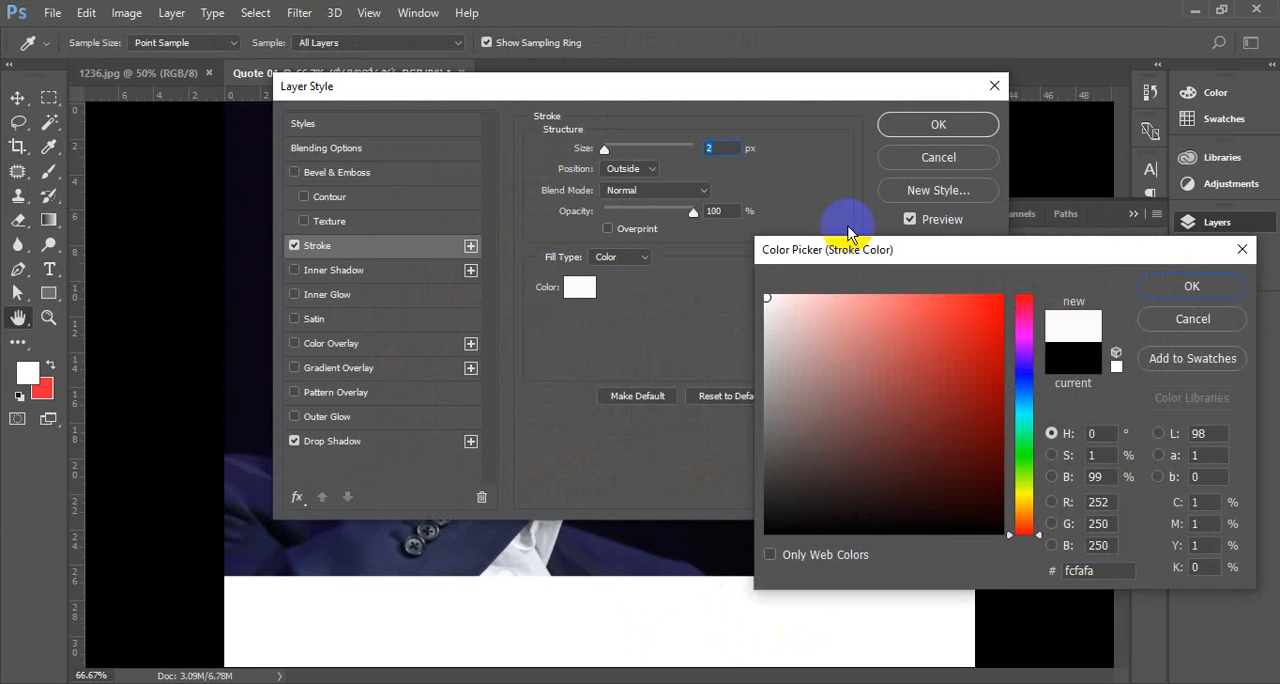 Ps File Edit Image Layer Type Select Filter 3D View Window Help
Sample Size: Point Sample Sample: All Layers Show Sampling Ring
1236.jpg @ 50% (RGB/8) ×
Layer Style
Color
Swatches
Libraries
Adjustments
Paths
Layers
Styles
Blending Options
Bevel & Emboss
Contour
Texture
Stroke
Inner Shadow
Inner Glow
Satin
Color Overlay
Gradient Overlay
Pattern Overlay
Outer Glow
Drop Shadow
fx
Stroke
Structure
Size: 2 px
Position: Outside
Blend Mode: Normal
Opacity: 100 %
Overprint
Fill Type: Color
Color:
Make Default
OK
Cancel
New Style...
Preview
Color Picker (Stroke Color)
new
current
OK
Cancel
Add to Swatches
Color Libraries
H: 0 ° L: 98
S: 1 % a: 1
B: 99 % b: 0
R: 252 C: 1 %
G: 250 M: 1 %
B: 250 Y: 1 %
# fcfafa K: 0 %
Only Web Colors
66.67% Doc: 3.09M/6.78M